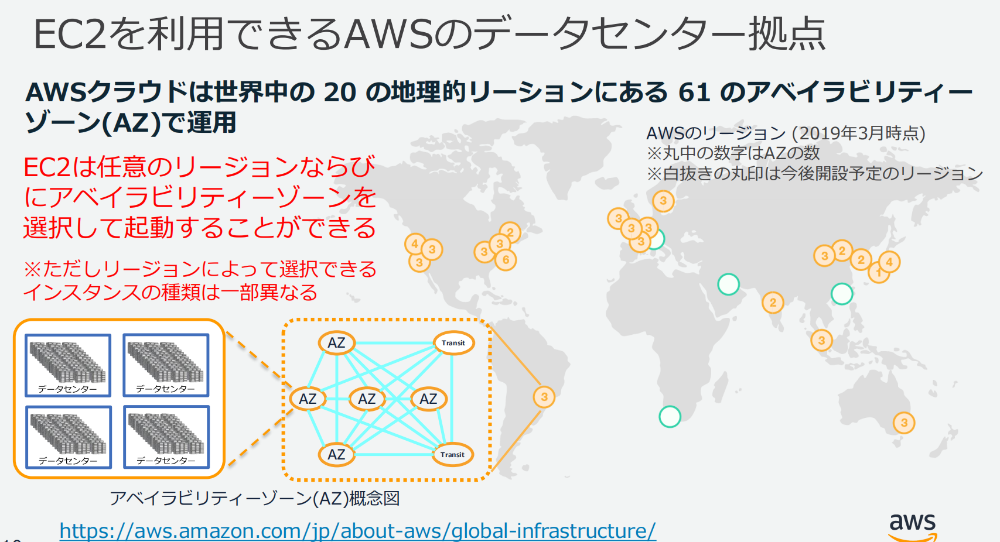 EC2を利用できるAWSのデータセンター拠点
AWSクラウドは世界中の 20 の地理的リーションにある 61 のアベイラビリティー
ゾーン(AZ)で運用
AWSのリージョン (2019年3月時点)
※丸中の数字はAZの数
※白抜きの丸印は今後開設予定のリージョン
EC2は任意のリージョンならび
にアベイラビリティーゾーンを
選択して起動することができる
※ただしリージョンによって選択できる
インスタンスの種類は一部異なる
3
3
3
3
3
4
3
3
2
3
3
6
3
2
2
1
4
2
3
3
3
データセンター
データセンター
データセンター
データセンター
AZ
Transit
AZ
AZ
AZ
AZ
Transit
アベイラビリティーゾーン(AZ)概念図
https://aws.amazon.com/jp/about-aws/global-infrastructure/
aws